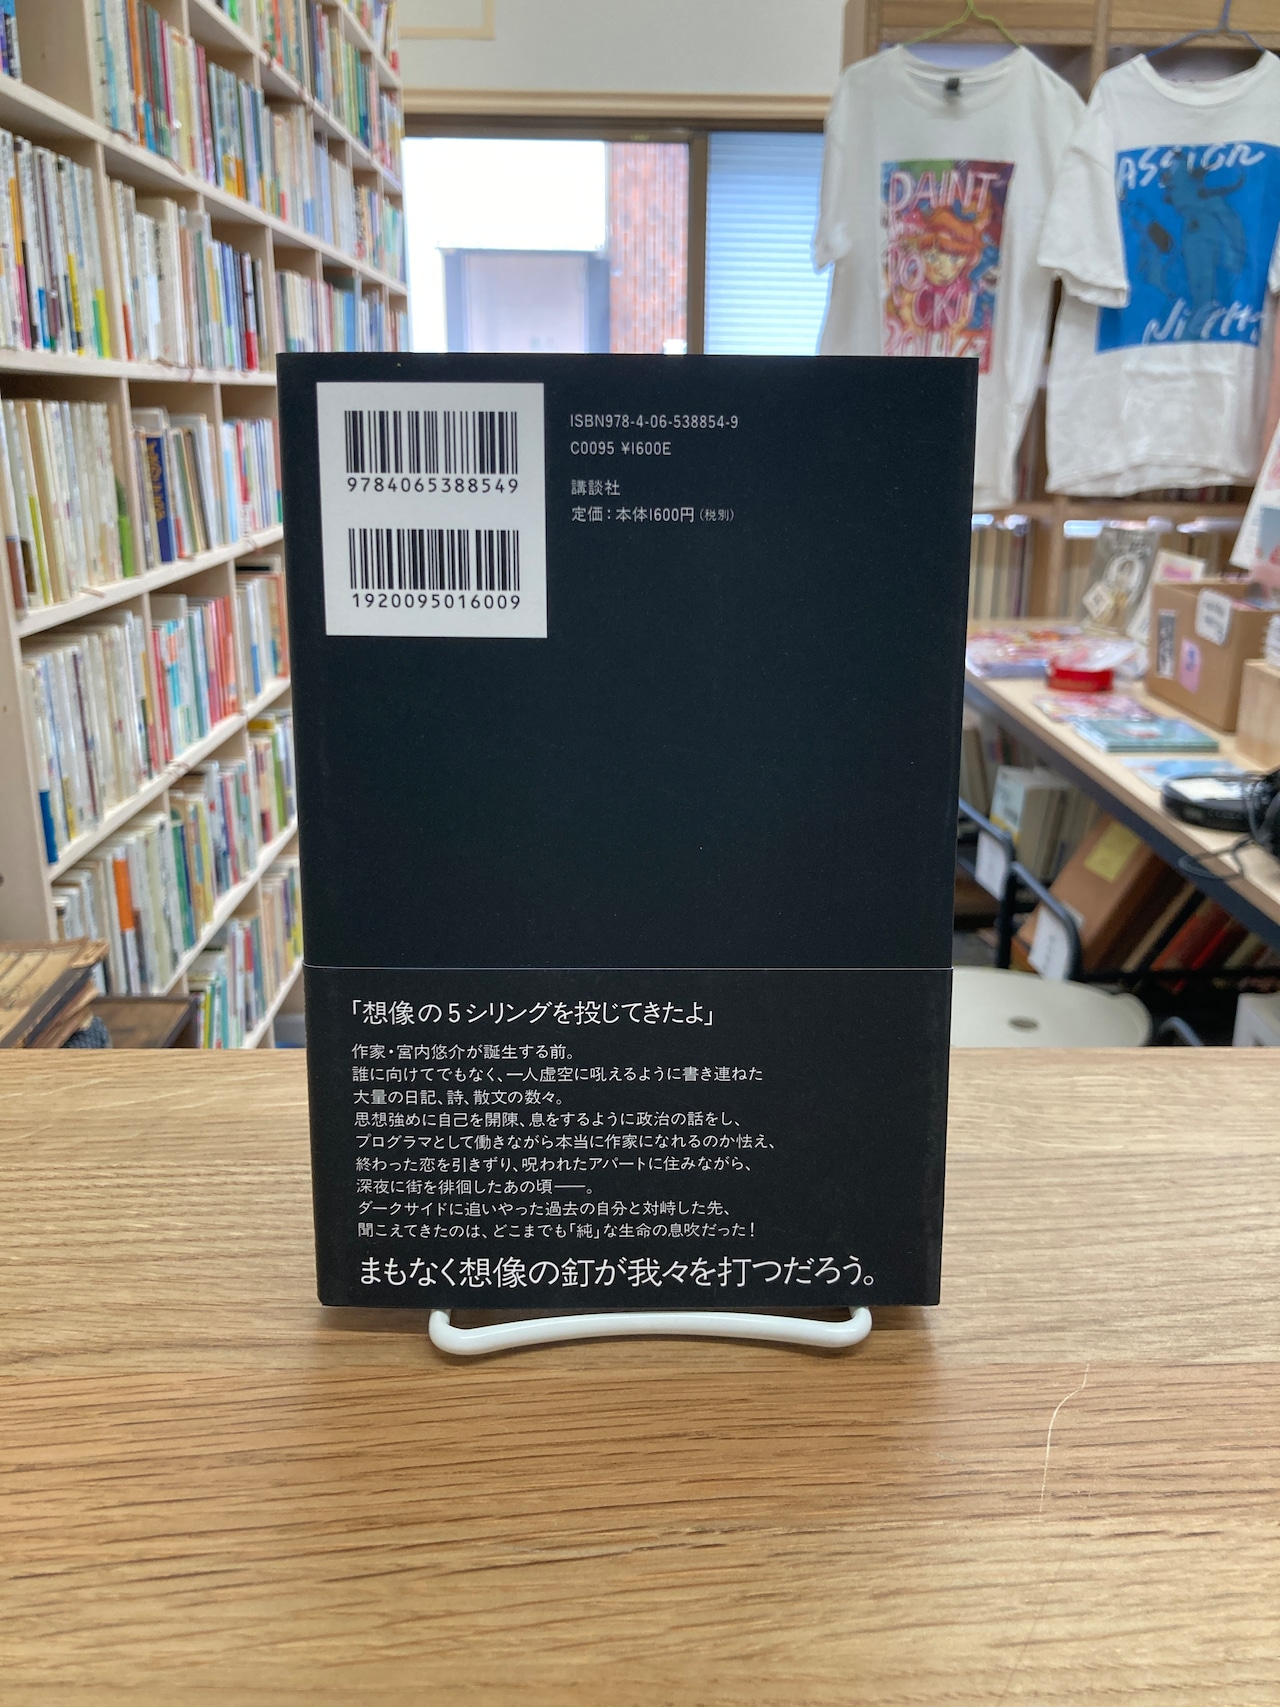 PAINT
ASSIGN
9784065388549
1920095016009
ISBN978-4-06-538854-9
C0095 ¥1600E
講談社
定価:本体1600円(税別)
「想像の5シリングを投じてきたよ」
作家・宮内悠介が誕生する前。
誰に向けてでもなく、一人虚空に吼えるように書き連ねた
大量の日記、詩、散文の数々。
思想強めに自己を開陳、息をするように政治の話をし、
プログラマとして働きながら本当に作家になれるのか怯え、
終わった恋を引きずり、呪われたアパートに住みながら、
深夜に街を徘徊したあの頃――。
ダークサイドに追いやった過去の自分と対峙した先、
聞こえてきたのは、どこまでも「純」な生命の息吹だった!
まもなく想像の釘が我々を打つだろう。